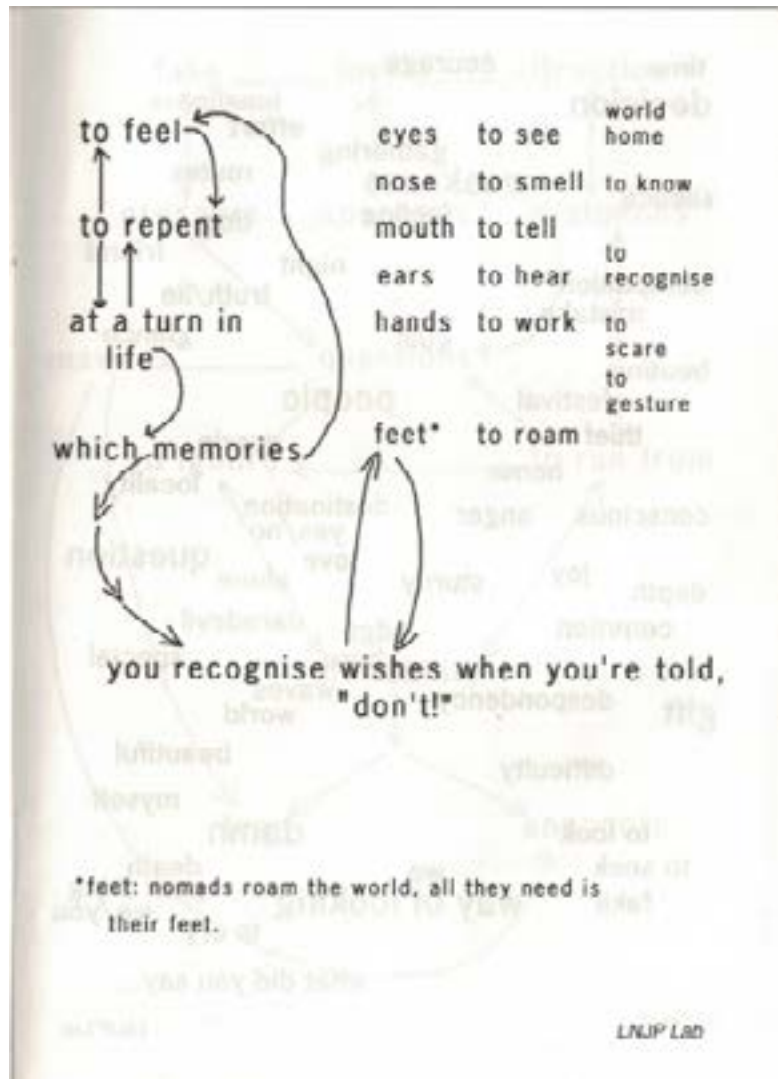 to feel
to repent
at a turn in
life
which memories
eyes to see world
home
nose to smell to know
mouth to tell
ears to hear to
recognise
hands to work to
scare
to
gesture
feet* to roam
you recognise wishes when you're told,
"don't!"
*feet: nomads roam the world, all they need is
their feet.
LNJP Lab